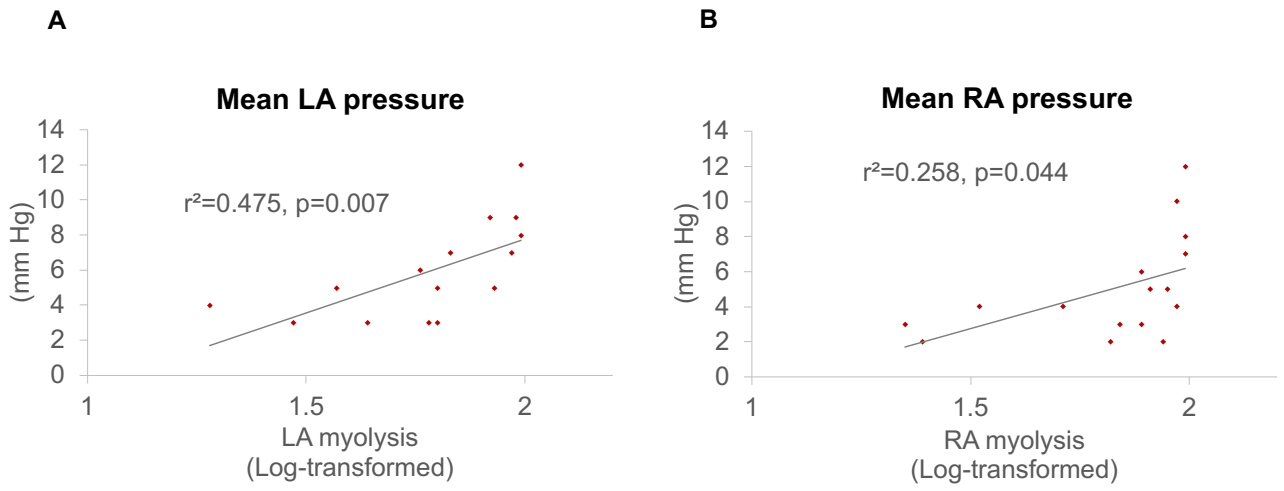 A
Mean LA pressure
14
12
10
8
6
4
2
0
(mm Hg)
r²=0.475, p=0.007
1
1.5
2
LA myolysis
(Log-transformed)
B
Mean RA pressure
14
12
10
8
6
4
2
0
(mm Hg)
r²=0.258, p=0.044
1
1.5
2
RA myolysis
(Log-transformed)